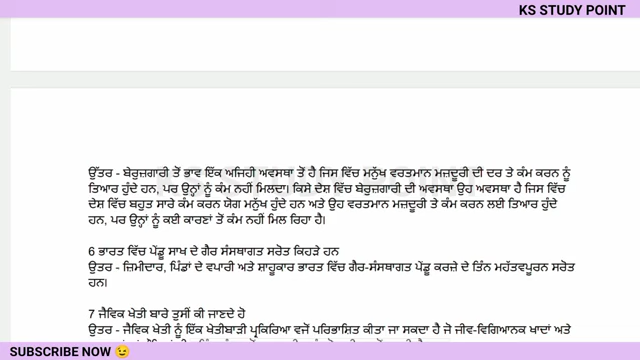 KS STUDY POINT
ਉੱਤਰ - ਬੇਰੁਜ਼ਗਾਰੀ ਤੋਂ ਭਾਵ ਇੱਕ ਅਜਿਹੀ ਅਵਸਥਾ ਤੋਂ ਹੈ ਜਿਸ ਵਿੱਚ ਮਨੁੱਖ ਵਰਤਮਾਨ ਮਜ਼ਦੂਰੀ ਦੀ ਦਰ ਤੇ ਕੰਮ ਕਰਨ ਨੂੰ
ਤਿਆਰ ਹੁੰਦੇ ਹਨ, ਪਰ ਉਨ੍ਹਾਂ ਨੂੰ ਕੰਮ ਨਹੀਂ ਮਿਲਦਾ। ਕਿਸੇ ਦੇਸ਼ ਵਿੱਚ ਬੇਰੁਜ਼ਗਾਰੀ ਦੀ ਅਵਸਥਾ ਉਹ ਅਵਸਥਾ ਹੈ ਜਿਸ ਵਿੱਚ
ਦੇਸ਼ ਵਿੱਚ ਬਹੁਤ ਸਾਰੇ ਕੰਮ ਕਰਨ ਯੋਗ ਮਨੁੱਖ ਹੁੰਦੇ ਹਨ ਅਤੇ ਉਹ ਵਰਤਮਾਨ ਮਜ਼ਦੂਰੀ ਤੇ ਕੰਮ ਕਰਨ ਲਈ ਤਿਆਰ ਹੁੰਦੇ
ਹਨ, ਪਰ ਉਨ੍ਹਾਂ ਨੂੰ ਕਈ ਕਾਰਣਾਂ ਤੋਂ ਕੰਮ ਨਹੀਂ ਮਿਲ ਰਿਹਾ ਹੈ।
6 ਭਾਰਤ ਵਿੱਚ ਪੇਂਡੂ ਸਾਖ ਦੇ ਗੈਰ ਸੰਸਥਾਗਤ ਸਰੋਤ ਕਿਹੜੇ ਹਨ
ਉਤਰ - ਜ਼ਿਮੀਦਾਰ, ਪਿੰਡਾਂ ਦੇ ਵਪਾਰੀ ਅਤੇ ਸ਼ਾਹੂਕਾਰ ਭਾਰਤ ਵਿੱਚ ਗੈਰ-ਸੰਸਥਾਗਤ ਪੇਂਡੂ ਕਰਜ਼ੇ ਦੇ ਤਿੰਨ ਮਹੱਤਵਪੂਰਨ ਸਰੋਤ
ਹਨ।
7 ਜੈਵਿਕ ਖੇਤੀ ਬਾਰੇ ਤੁਸੀਂ ਕੀ ਜਾਣਦੇ ਹੋ
ਉਤਰ - ਜੈਵਿਕ ਖੇਤੀ ਨੂੰ ਇੱਕ ਖੇਤੀਬਾੜੀ ਪ੍ਰਕਿਰਿਆ ਵਜੋਂ ਪਰਿਭਾਸ਼ਿਤ ਕੀਤਾ ਜਾ ਸਕਦਾ ਹੈ ਜੋ ਜੀਵ-ਵਿਗਿਆਨਕ ਖਾਦਾਂ ਅਤੇ
SUBSCRIBE NOW 😉